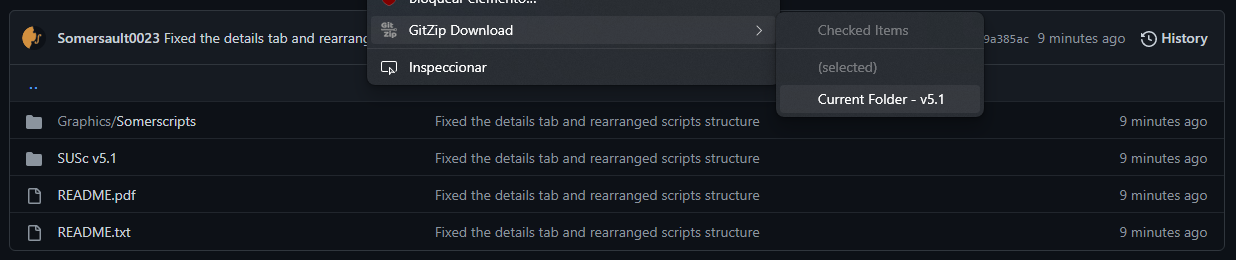 bloquear elemento...
Somersault0023 Fixed the details tab and rearrang
Git Zip
GitZip Download
Checked Items
9a385ac 9 minutes ago
History
Inspeccionar
(selected)
..
Current Folder - v5.1
Graphics/Somerscripts Fixed the details tab and rearranged scripts structure 9 minutes ago
SUSc v5.1 Fixed the details tab and rearranged scripts structure 9 minutes ago
README.pdf Fixed the details tab and rearranged scripts structure 9 minutes ago
README.txt Fixed the details tab and rearranged scripts structure 9 minutes ago